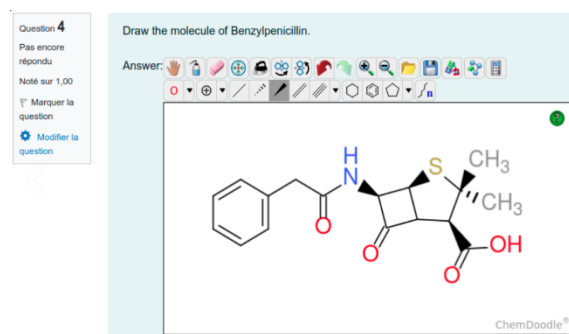 Question 4
Pas encore
répondu
Noté sur 1,00
Marquer la
question
Modifier la
question
Draw the molecule of Benzylpenicillin.
Answer:
O
n
?
H
N
O
O
S
CH3
CH3
OH
O
ChemDoodle®